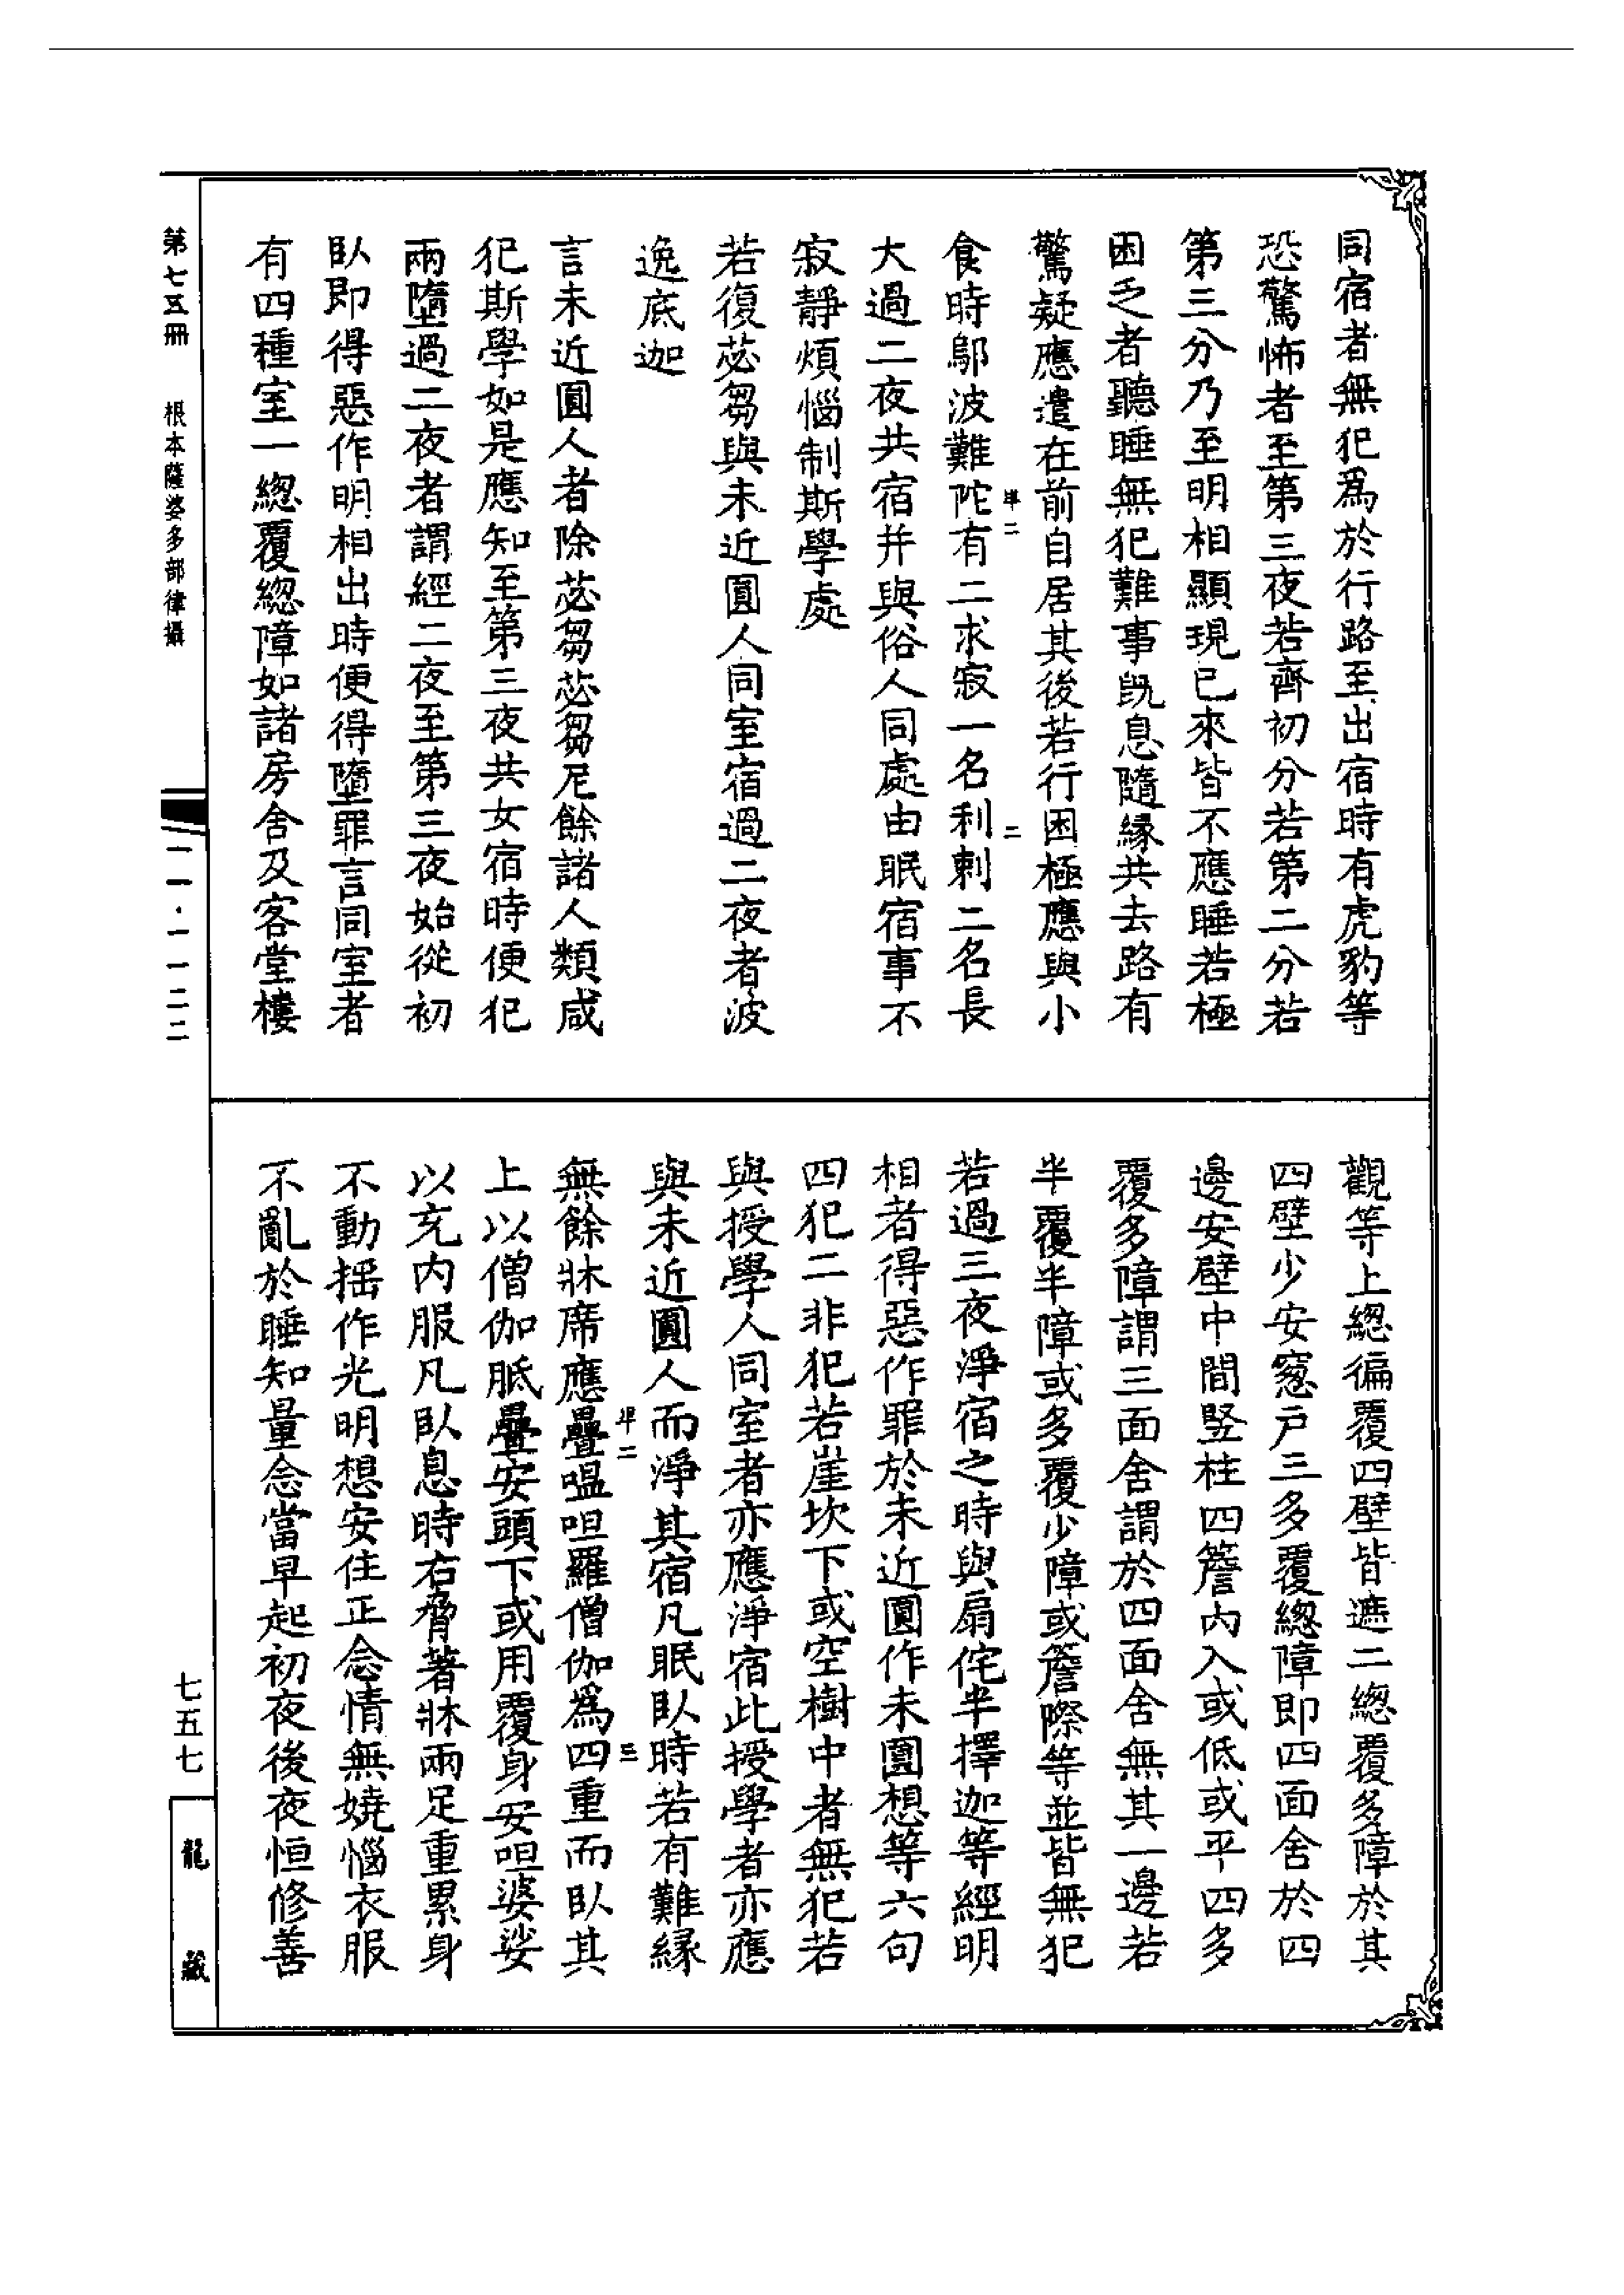 同宿者無犯為於行路至出宿時有虎豹等
恐驚怖者至第三夜若齊初分若第二分若
第三分乃至明相顯現已來皆不應睡若極
困乏者聽睡無犯難事既息隨緣共去路有
驚疑應遣在前自居其後若行困極應與小
食時鄔波難陀有二求寂一名利刺二名長
大過二夜共宿并與俗人同處由眠宿事不
寂靜煩惱制斯學處
若復苾芻與未近圓人同室宿過二夜者波
逸底迦
言未近圓人者除苾芻苾芻尼餘諸人類咸
犯斯學如是應知至第三夜共女宿時便犯
兩墮過二夜者謂經二夜至第三夜始從初
臥即得惡作明相出時便得墮罪言同室者
有四種室一總覆總障如諸房舍及客堂樓
觀等上總徧覆四壁皆遮二總覆多障於其
四壁少安窓戶三多覆總障即四面舍於四
邊安壁中間竪柱四簷內入或低或平四多
覆多障謂三面舍謂於四面舍無其一邊若
半覆半障或多覆少障或簷際等並皆無犯
若過三夜淨宿之時與扇侘半擇迦等經明
相者得惡作罪於未近圓作未圓想等六句
四犯二非犯若崖坎下或空樹中者無犯若
與授學人同室者亦應淨宿此授學者亦應
與未近圓人而淨其宿凡眠臥時若有難緣
無餘牀席應疊嗢呾羅僧伽為四重而臥其
上以僧伽胝疊安頭下或用覆身安呾婆娑
以充內服凡臥息時右脅著牀兩足重累身
不動搖作光明想安住正念情無嬈惱衣服
不亂於睡知量念當早起初夜後夜恒修善
第七五冊 根本薩婆多部律攝
一一·一一二二
七五七
龍藏